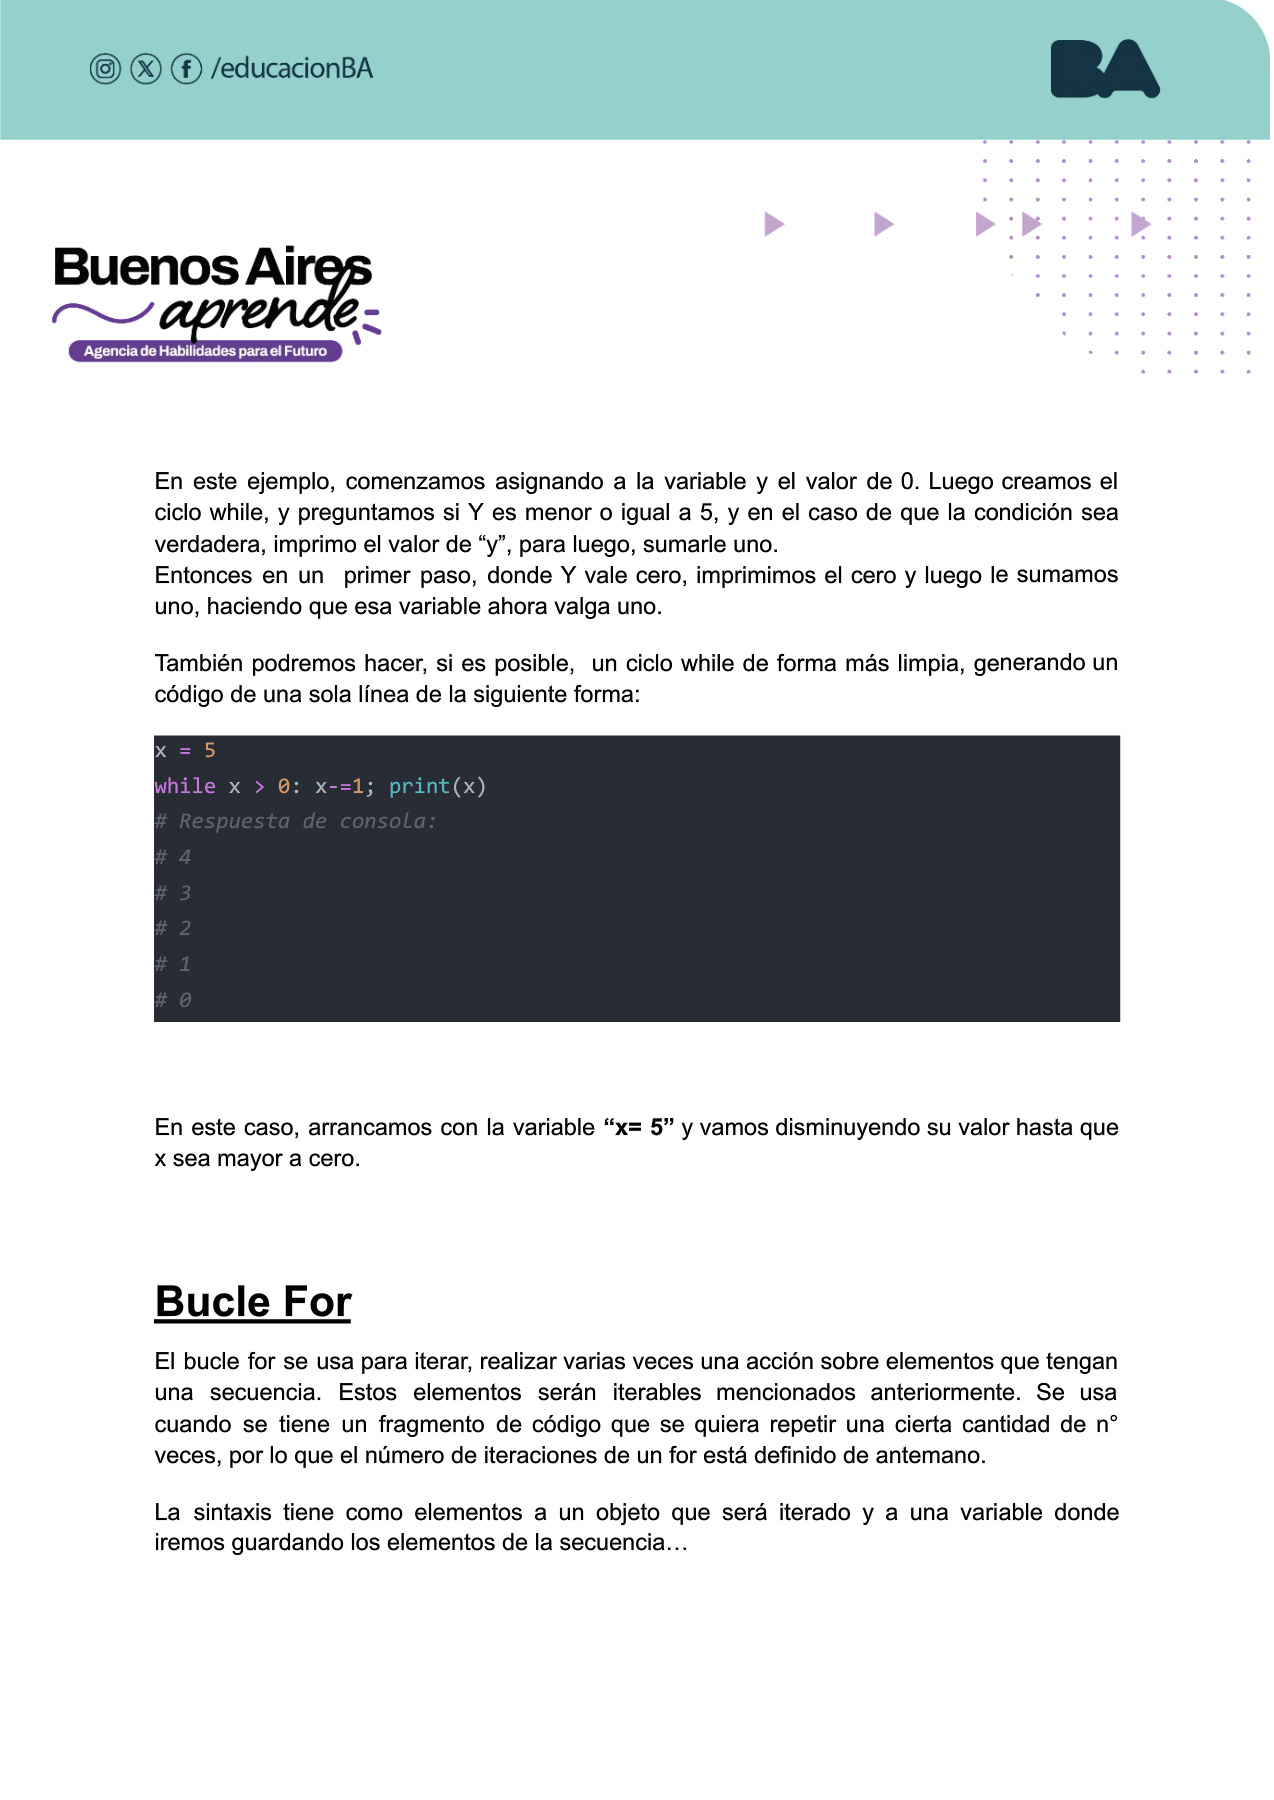 /educacionBA
BA
Buenos Aires
aprende
Agencia de Habilidades para el Futuro
En este ejemplo, comenzamos asignando a la variable y el valor de 0. Luego creamos el
ciclo while, y preguntamos si Y es menor o igual a 5, y en el caso de que la condición sea
verdadera, imprimo el valor de “y”, para luego, sumarle uno.
Entonces en un  primer paso, donde Y vale cero, imprimimos el cero y luego le sumamos
uno, haciendo que esa variable ahora valga uno.
También podremos hacer, si es posible,  un ciclo while de forma más limpia, generando un
código de una sola línea de la siguiente forma:
x = 5
while x > 0: x-=1; print(x)
# Respuesta de consola:
# 4
# 3
# 2
# 1
# 0
En este caso, arrancamos con la variable “x= 5” y vamos disminuyendo su valor hasta que
x sea mayor a cero.
Bucle For
El bucle for se usa para iterar, realizar varias veces una acción sobre elementos que tengan
una secuencia. Estos elementos serán iterables mencionados anteriormente. Se usa
cuando se tiene un fragmento de código que se quiera repetir una cierta cantidad de n°
veces, por lo que el número de iteraciones de un for está definido de antemano.
La sintaxis tiene como elementos a un objeto que será iterado y a una variable donde
iremos guardando los elementos de la secuencia…